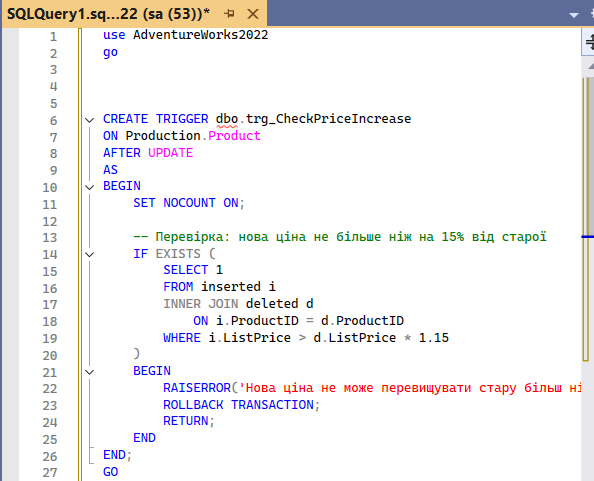 SQLQuery1.sq...22 (sa (53))*
1 use AdventureWorks2022
2 go
3
4
5
6 CREATE TRIGGER dbo.trg_CheckPriceIncrease
7 ON Production.Product
8 AFTER UPDATE
9 AS
10 BEGIN
11 SET NOCOUNT ON;
12
13 -- Перевірка: нова ціна не більше ніж на 15% від старої
14 IF EXISTS (
15 SELECT 1
16 FROM inserted i
17 INNER JOIN deleted d
18 ON i.ProductID = d.ProductID
19 WHERE i.ListPrice > d.ListPrice * 1.15
20 )
21 BEGIN
22 RAISERROR('Нова ціна не може перевищувати стару більш ні
23 ROLLBACK TRANSACTION;
24 RETURN;
25 END
26 END;
27 GO